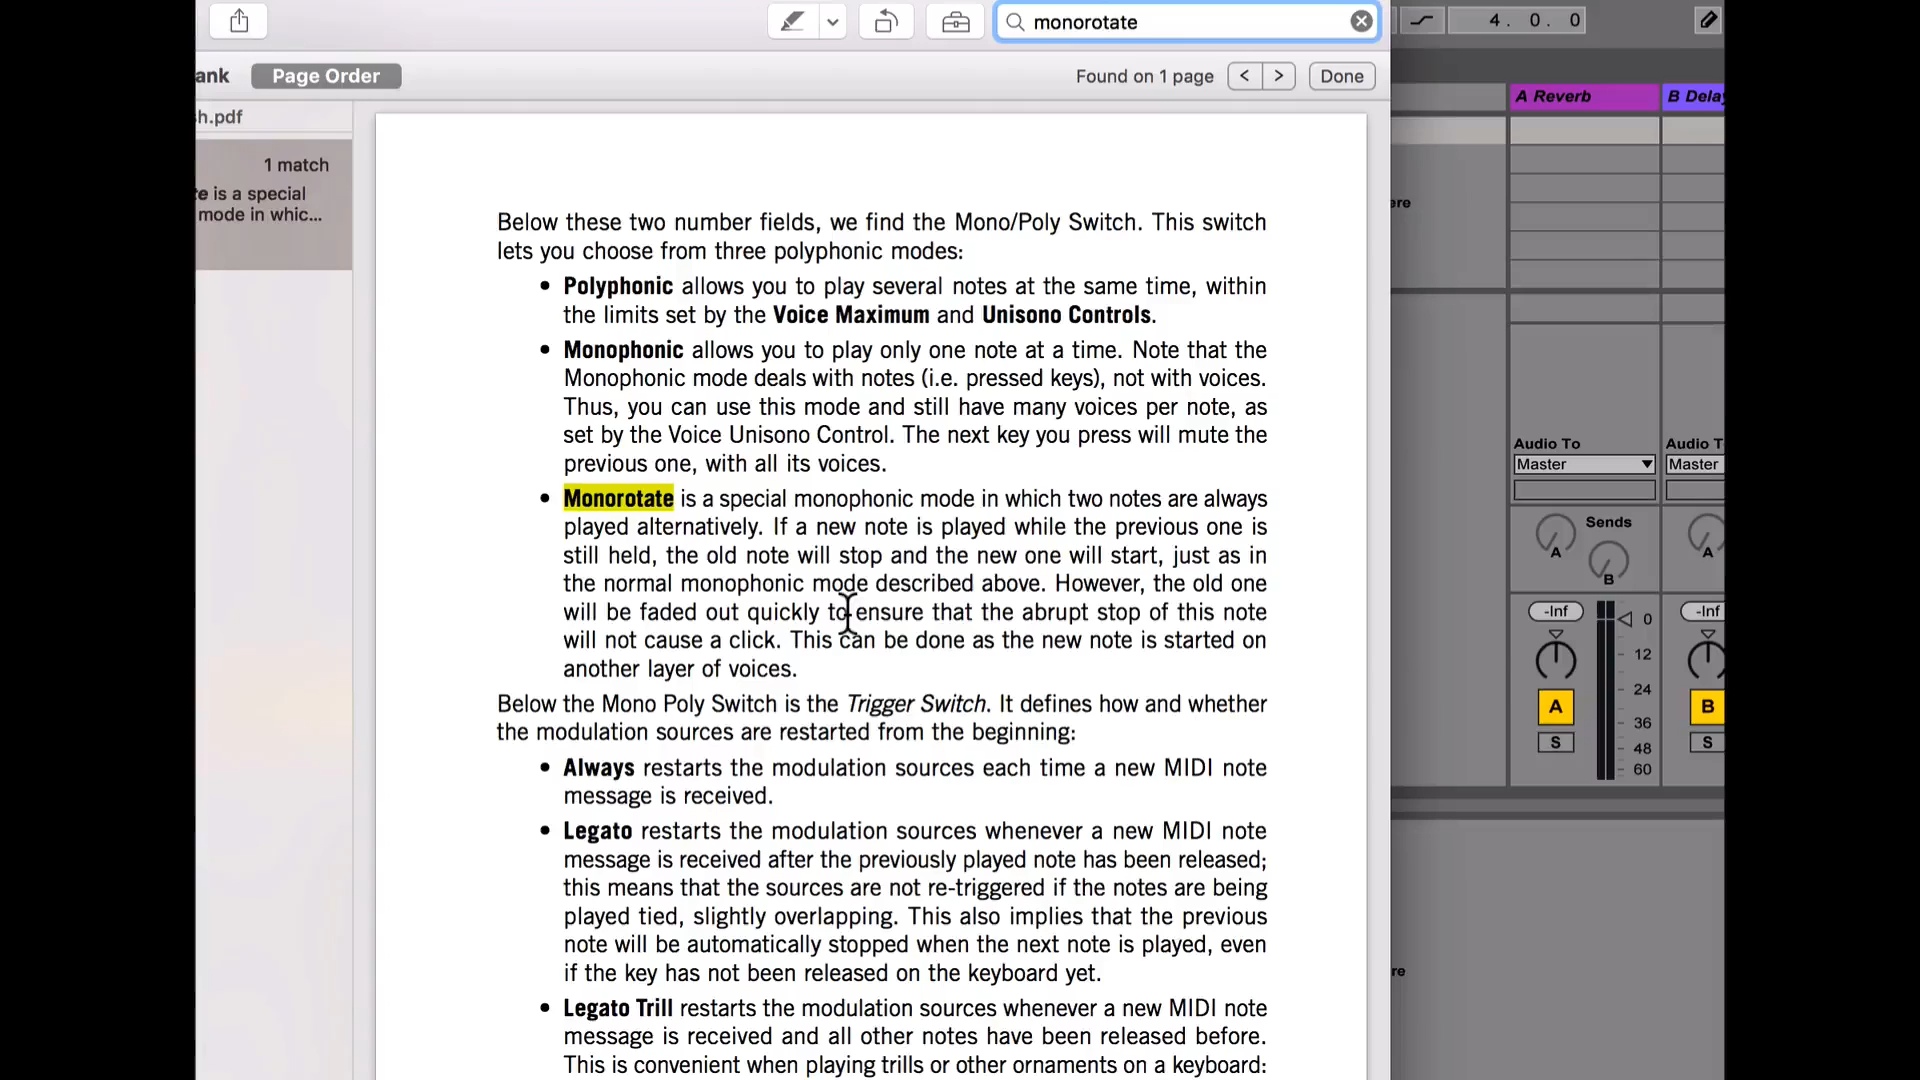 monorotate
4. 0. 0
ank
Page Order
Found on 1 page
Done
h.pdf
1 match
e is a special
mode in whic...
Below these two number fields, we find the Mono/Poly Switch. This switch
lets you choose from three polyphonic modes:
• Polyphonic allows you to play several notes at the same time, within
the limits set by the Voice Maximum and Unisono Controls.
• Monophonic allows you to play only one note at a time. Note that the
Monophonic mode deals with notes (i.e. pressed keys), not with voices.
Thus, you can use this mode and still have many voices per note, as
set by the Voice Unisono Control. The next key you press will mute the
previous one, with all its voices.
• Monorotate is a special monophonic mode in which two notes are always
played alternatively. If a new note is played while the previous one is
still held, the old note will stop and the new one will start, just as in
the normal monophonic mode described above. However, the old one
will be faded out quickly to ensure that the abrupt stop of this note
will not cause a click. This can be done as the new note is started on
another layer of voices.
Below the Mono Poly Switch is the Trigger Switch. It defines how and whether
the modulation sources are restarted from the beginning:
• Always restarts the modulation sources each time a new MIDI note
message is received.
• Legato restarts the modulation sources whenever a new MIDI note
message is received after the previously played note has been released;
this means that the sources are not re-triggered if the notes are being
played tied, slightly overlapping. This also implies that the previous
note will be automatically stopped when the next note is played, even
if the key has not been released on the keyboard yet.
• Legato Trill restarts the modulation sources whenever a new MIDI note
message is received and all other notes have been released before.
This is convenient when playing trills or other ornaments on a keyboard:
A Reverb
B Delay
ere
Audio To
Audio T
Master
Master
Sends
A
A
B
-Inf
-Inf
0
12
24
36
48
60
A
B
S
S
re